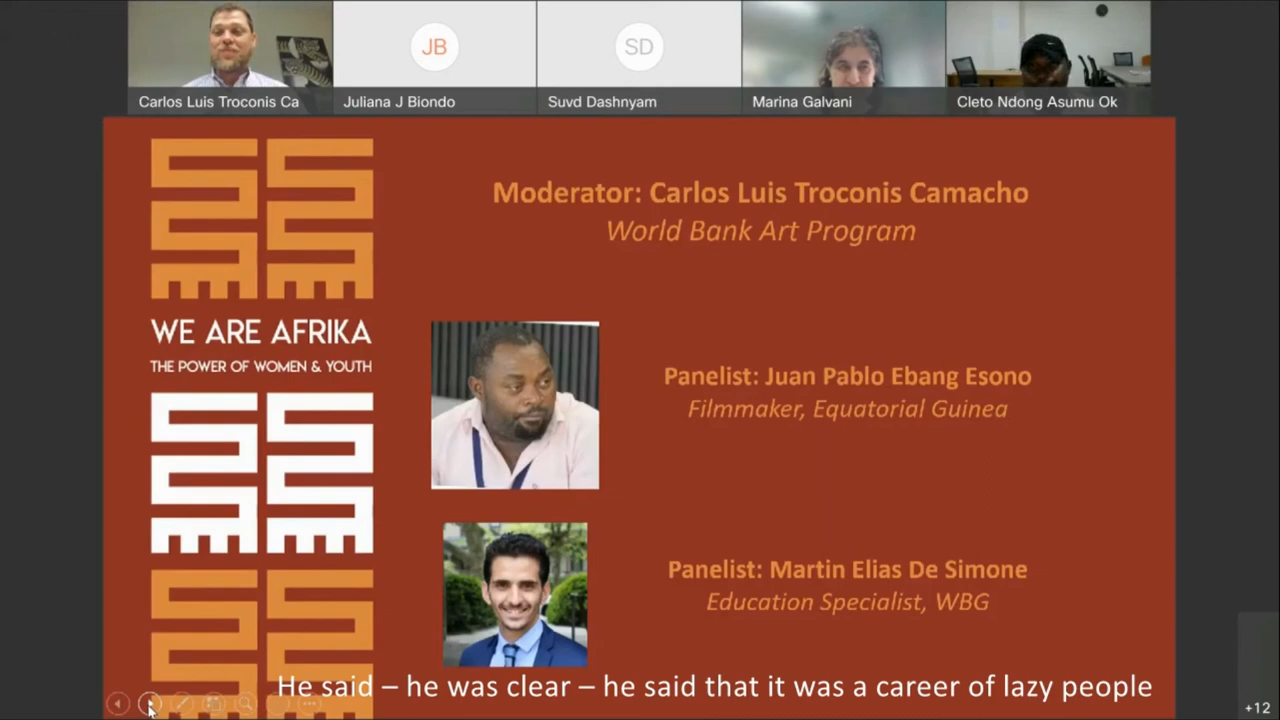 JB
SD
Carlos Luis Troconis Ca
Juliana J Biondo
Suvd Dashnyam
Marina Galvani
Cleto Ndong Asumu Ok
Moderator: Carlos Luis Troconis Camacho
World Bank Art Program
WE ARE AFRIKA
THE POWER OF WOMEN & YOUTH
Panelist: Juan Pablo Ebang Esono
Filmmaker, Equatorial Guinea
Panelist: Martin Elias De Simone
Education Specialist, WBG
He said – he was clear – he said that it was a career of lazy people
+12